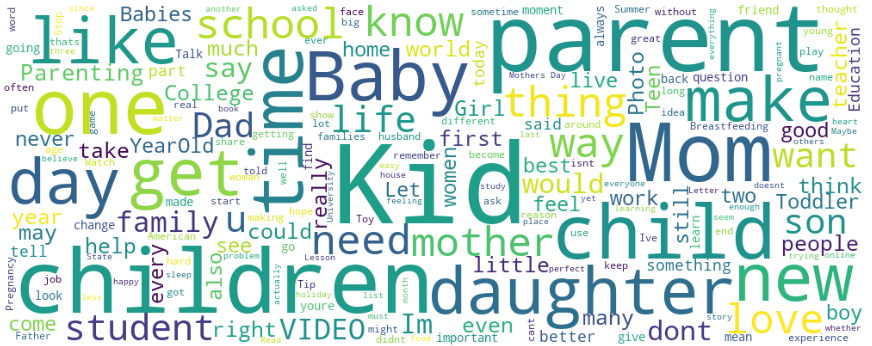 word
since
another
asked
Babies
school
know
face
big
sometime
moment
always
Summer
without
friend
thought
parent
like
Stop
thats
three
going
Talk
ever
great
everything
young
play
pregnant
Parenting
part
much
say
home
world
today
Mothers Day
Baby
Photo
Teen
back
question
teacher
Education
often
put
game
College
real
book
matter
time
show
lot
families
husband
live
Girl
different
thing
long
idea
make
name
one
Dad
life
said
around
Breastfeeding
heart
Maybe
others
never
take
YearOld
share
getting
first
way
last
isnt
good
want
age
believe
Watch
told
woman
well
find
remember
become
women
best
day
get
u
start
really
house
easy
Let
Kid
would
Mom
everyone
doesnt
think
year
change
made
making
hope
University
feeling
study
ask
yet
feel
work
Letter
two
Toddler
may
family
could
need
mother
reason
place
child
still
learning
enough
son
tell
help
American
State
hard
see
go
Toy
use
Ive
learn
seem
end
people
Pregnancy
job
look
every
sleep
problem
also
Lesson
little
something
trying
online
children
daughter
new
happy
less
got
actually
Tip
holiday
list
month
perfect
keep
come
Father
student
right
Read
VIDEO
youre
must
food
Im
didnt
might
even
important
cant
better
many
give
dont
story
mean
love
boy
whether
experience